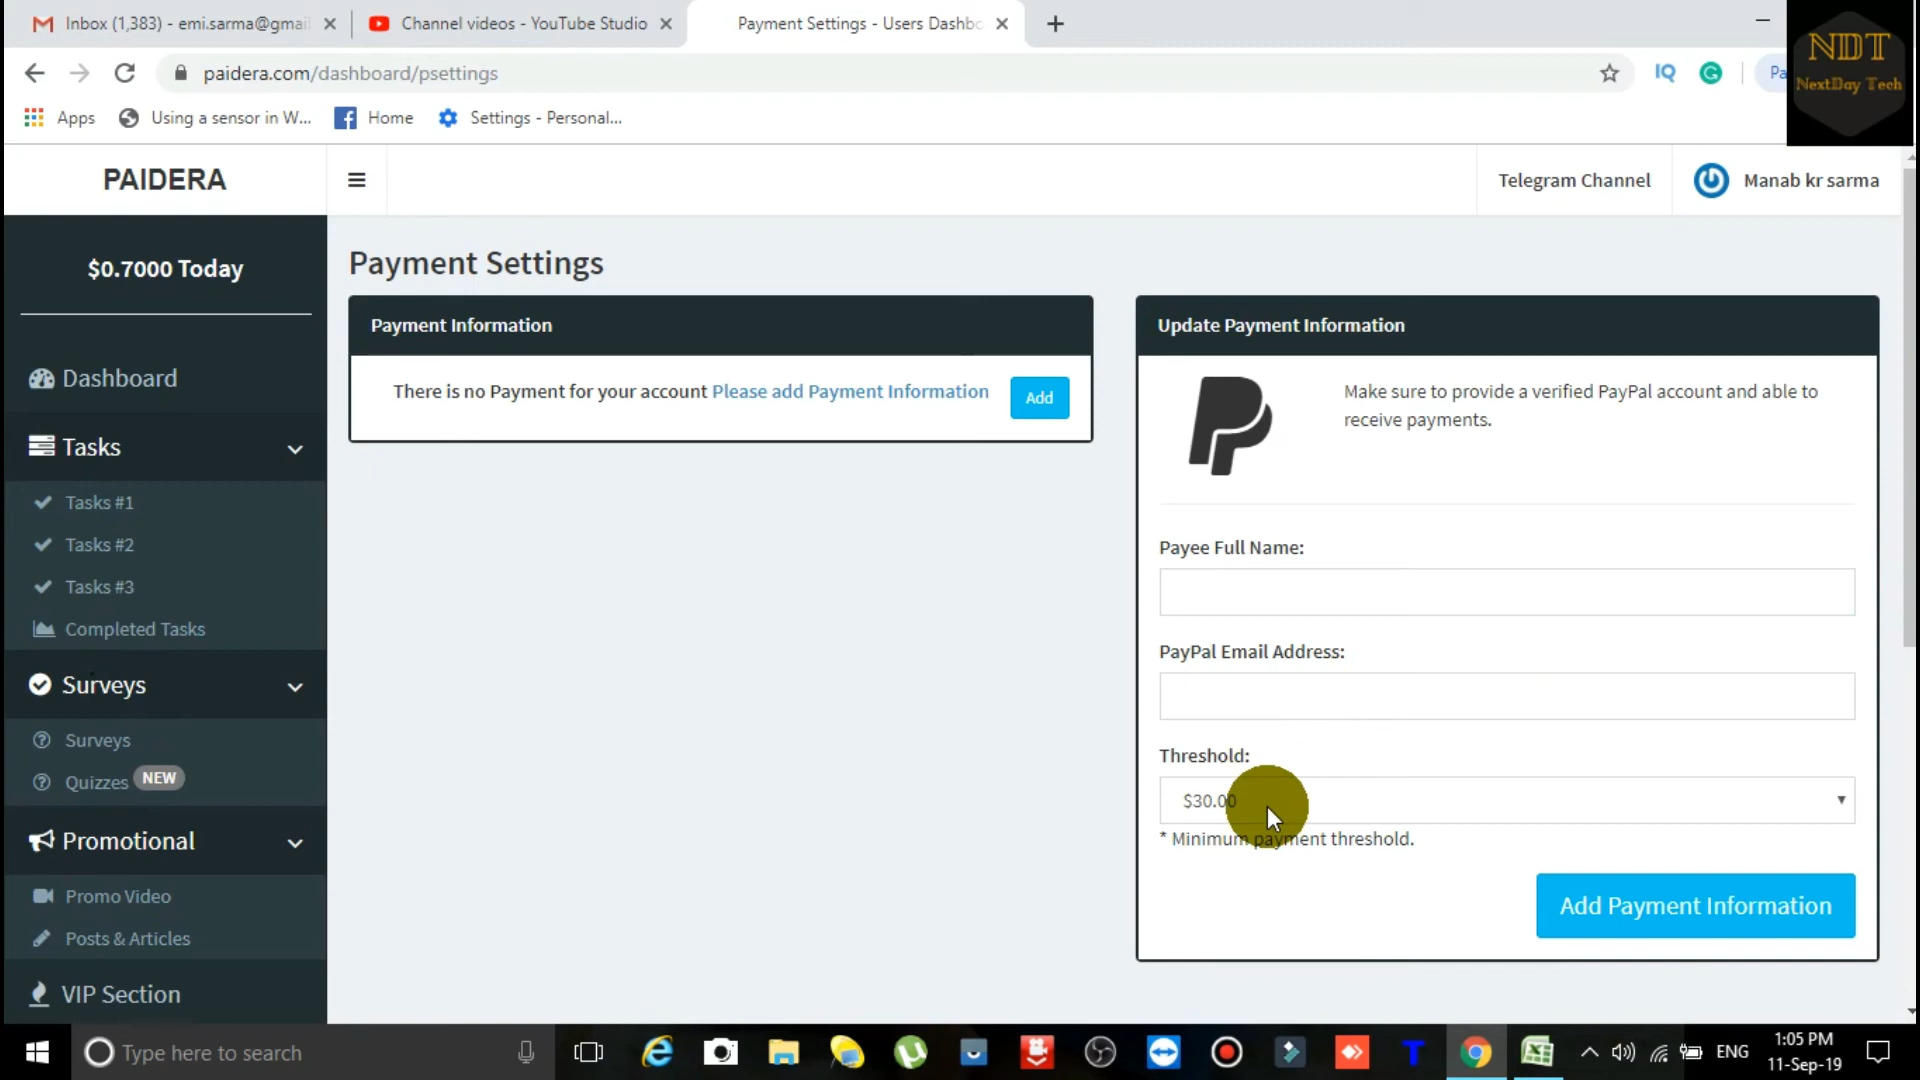 Inbox (1,383) - emi.sarma@gmai
Channel videos - YouTube Studio
Payment Settings - Users Dashbo
NDT
NextDay Tech
paidera.com/dashboard/psettings
IQ
G
Pa
Apps
Using a sensor in W...
Home
Settings - Personal...
PAIDERA
Telegram Channel
Manab kr sarma
$0.7000 Today
Dashboard
Tasks
Tasks #1
Tasks #2
Tasks #3
Completed Tasks
Surveys
Surveys
Quizzes NEW
Promotional
Promo Video
Posts & Articles
VIP Section
Payment Settings
Payment Information
There is no Payment for your account Please add Payment Information
Add
Update Payment Information
Make sure to provide a verified PayPal account and able to
receive payments.
Payee Full Name:
PayPal Email Address:
Threshold:
$30.00
* Minimum payment threshold.
Add Payment Information
Type here to search
ENG
1:05 PM
11-Sep-19